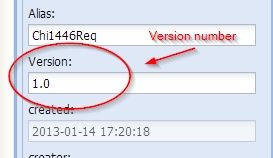 Alias:
Chi1446Req
Version number
Version:
1.0
created:
2013-01-14 17:20:18
creator: